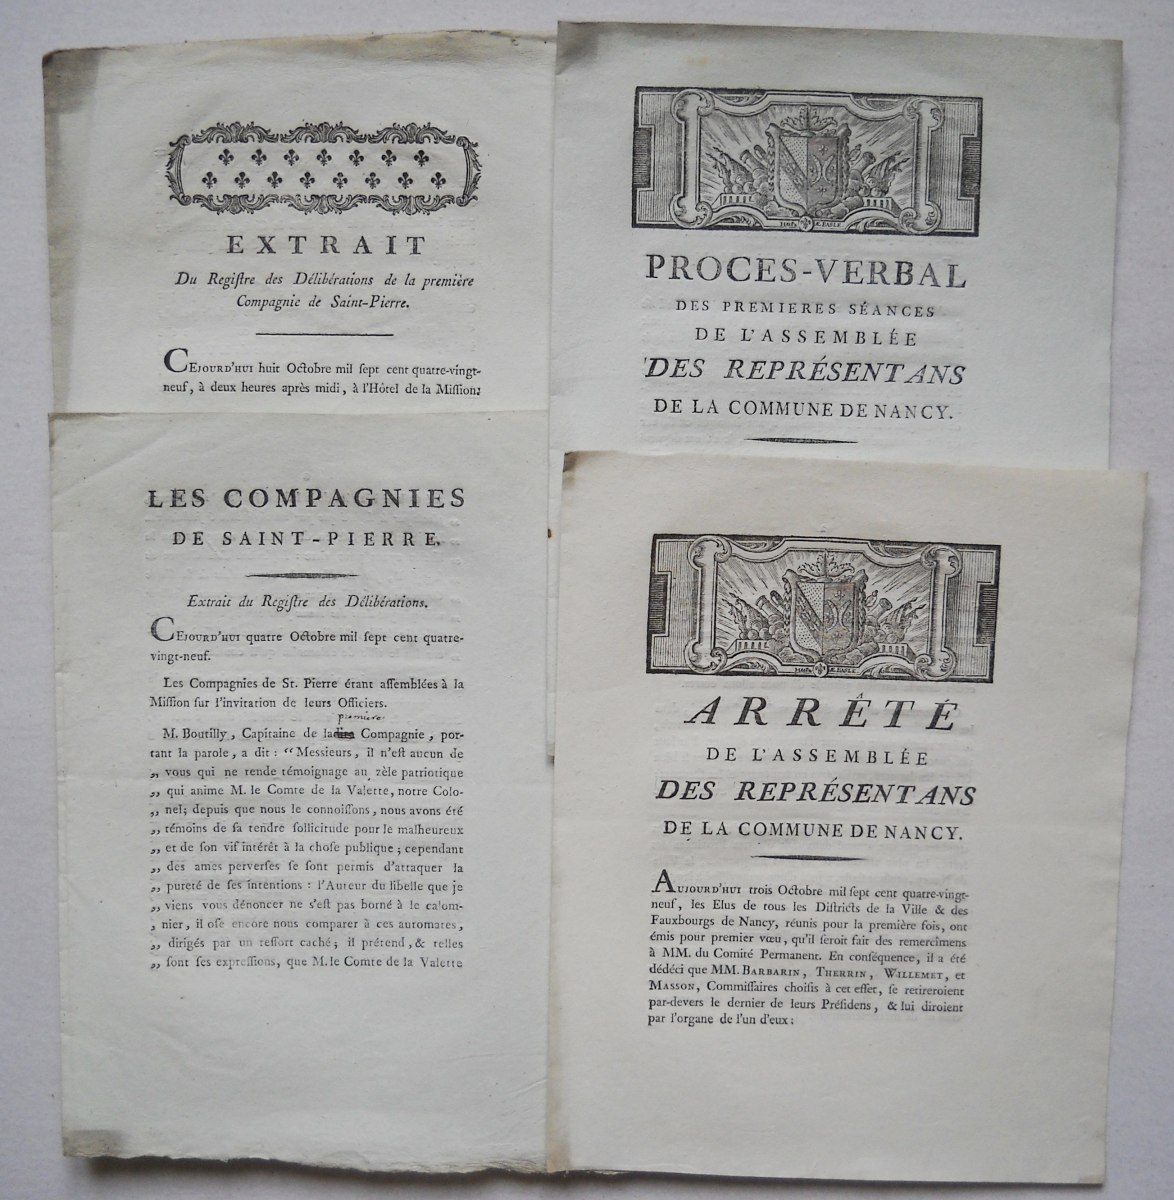 EXTRAIT
Du Regiſtre des Délibérations de la première
Compagnie de Saint-Pierre.
CEJOURD'HUI huit Octobre mil ſept cent quatre-vingt-
neuf, à deux heures après midi, à l'Hôtel de la Miſſion;
PROCES-VERBAL
DES PREMIERES SÉANCES
DE L'ASSEMBLÉE
DES REPRÉSENTANS
DE LA COMMUNE DE NANCY.
LES COMPAGNIES
DE SAINT-PIERRE.
Extrait du Regiſtre des Délibérations.
CEJOURD'HUI quatre Octobre mil ſept cent quatre-
vingt-neuf.
Les Compagnies de St. Pierre étant aſſemblées à la
Miſſion ſur l'invitation de leurs Officiers.
première
M. Boutilly, Capitaine de ladite Compagnie, por-
tant la parole, a dit : “Meſſieurs, il n'eſt aucun de
„ vous qui ne rende témoignage au zèle patriotique
„ qui anime M. le Comte de la Valette, notre Colo-
„ nel; depuis que nous le connoiſſons, nous avons été
„ témoins de ſa tendre ſollicitude pour le malheureux
„ et de ſon vif intérêt à la choſe publique; cependant
„ des ames perverſes ſe ſont permis d'attaquer la
„ pureté de ſes intentions : l'Auteur du libelle que je
„ viens vous dénoncer ne s'eſt pas borné à le calom-
„ nier, il oſe encore nous comparer à ces automates,
„ dirigés par un reſſort caché; il prétend, & telles
„ ſont ſes expreſſions, que M. le Comte de la Valette
ARRÊTÉ
DE L'ASSEMBLÉE
DES REPRÉSENTANS
DE LA COMMUNE DE NANCY.
AUJOURD'HUI trois Octobre mil ſept cent quatre-vingt-
neuf, les Elus de tous les Diſtricts de la Ville & des
Fauxbourgs de Nancy, réunis pour la première fois, ont
émis pour premier vœu, qu'il ſeroit fait des remercîmens
à MM. du Comité Permanent. En conſéquence, il a été
dédéci que MM. BARBARIN, THERRIN, WILLEMET, et
MASSON, Commiſſaires choiſis à cet effet, ſe retireroient
par-devers le dernier de leurs Préſidens, & lui diroient
par l'organe de l'un d'eux: